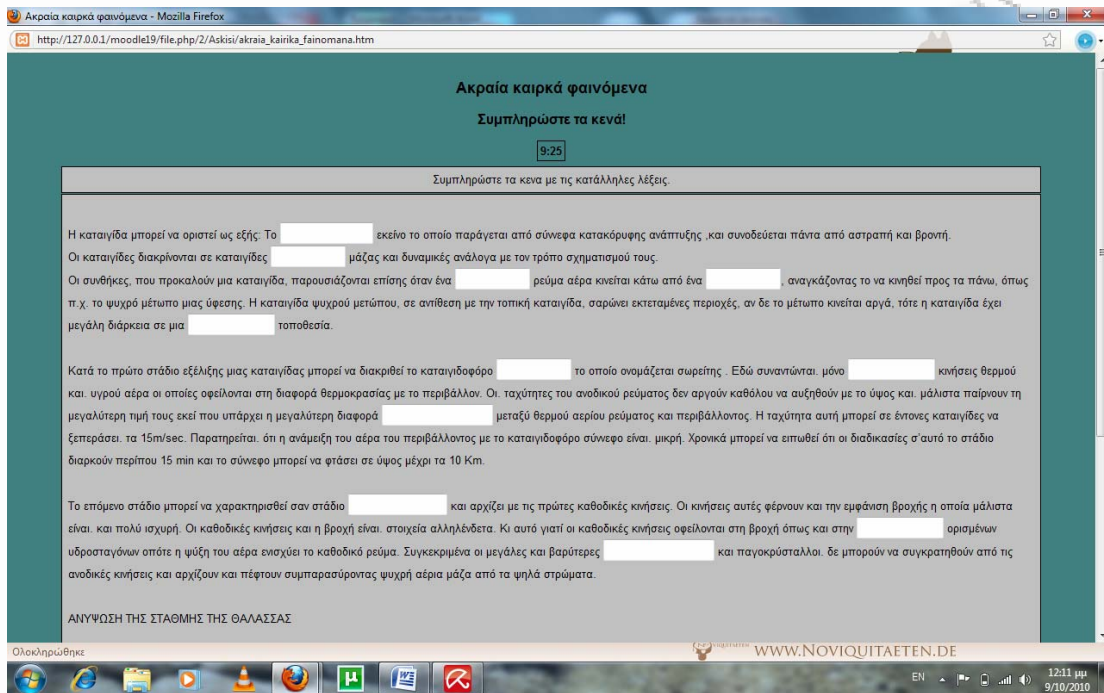 Ακραία καιρκά φαινόμενα - Mozilla Firefox
http://127.0.0.1/moodle19/file.php/2/Askisi/akraia_kairika_fainomana.htm
Ακραία καιρκά φαινόμενα
Συμπληρώστε τα κενά!
9:25
Συμπληρώστε τα κενα με τις κατάλληλες λέξεις.
Η καταιγίδα μπορεί να οριστεί ως εξής: Το εκείνο το οποίο παράγεται από σύννεφα κατακόρυφης ανάπτυξης ,και συνοδεύεται πάντα από αστραπή και βροντή.
Οι καταιγίδες διακρίνονται σε καταιγίδες μάζας και δυναμικές ανάλογα με τον τρόπο σχηματισμού τους.
Οι συνθήκες, που προκαλούν μια καταιγίδα, παρουσιάζονται επίσης όταν ένα ρεύμα αέρα κινείται κάτω από ένα , αναγκάζοντας το να κινηθεί προς τα πάνω, όπως
π.χ. το ψυχρό μέτωπο μιας ύφεσης. Η καταιγίδα ψυχρού μετώπου, σε αντίθεση με την τοπική καταιγίδα, σαρώνει εκτεταμένες περιοχές, αν δε το μέτωπο κινείται αργά, τότε η καταιγίδα έχει
μεγάλη διάρκεια σε μια τοποθεσία.
Κατά το πρώτο στάδιο εξέλιξης μιας καταιγίδας μπορεί να διακριθεί το καταιγιδοφόρο το οποίο ονομάζεται σωρείτης . Εδώ συναντώνται. μόνο κινήσεις θερμού
και. υγρού αέρα οι οποίες οφείλονται στη διαφορά θερμοκρασίας με το περιβάλλον. Οι. ταχύτητες του ανοδικού ρεύματος δεν αργούν καθόλου να αυξηθούν με το ύψος και. μάλιστα παίρνουν τη
μεγαλύτερη τιμή τους εκεί που υπάρχει η μεγαλύτερη διαφορά μεταξύ θερμού αερίου ρεύματος και περιβάλλοντος. Η ταχύτητα αυτή μπορεί σε έντονες καταιγίδες να
ξεπεράσει. τα 15m/sec. Παρατηρείται. ότι η ανάμειξη του αέρα του περιβάλλοντος με το καταιγιδοφόρο σύννεφο είναι. μικρή. Χρονικά μπορεί να ειπωθεί ότι οι διαδικασίες σ'αυτό το στάδιο
διαρκούν περίπου 15 min και το σύννεφο μπορεί να φτάσει σε ύψος μέχρι τα 10 Km.
Το επόμενο στάδιο μπορεί να χαρακτηρισθεί σαν στάδιο και αρχίζει με τις πρώτες καθοδικές κινήσεις. Οι κινήσεις αυτές φέρνουν και την εμφάνιση βροχής η οποία μάλιστα
είναι. και πολύ ισχυρή. Οι καθοδικές κινήσεις και η βροχή είναι. στοιχεία αλληλένδετα. Κι αυτό γιατί οι καθοδικές κινήσεις οφείλονται στη βροχή όπως και στην ορισμένων
υδροσταγόνων οπότε η ψύξη του αέρα ενισχύει το καθοδικό ρεύμα. Συγκεκριμένα οι μεγάλες και βαρύτερες και παγοκρύσταλλοι. δε μπορούν να συγκρατηθούν από τις
ανοδικές κινήσεις και αρχίζουν και πέφτουν συμπαρασύροντας ψυχρή αέρια μάζα από τα ψηλά στρώματα.
ΑΝΥΨΩΣΗ ΤΗΣ ΣΤΑΘΜΗΣ ΤΗΣ ΘΑΛΑΣΣΑΣ
Ολοκληρώθηκε
WWW.NOVIQUITAETEN.DE
EN
12:11 μμ
9/10/2010